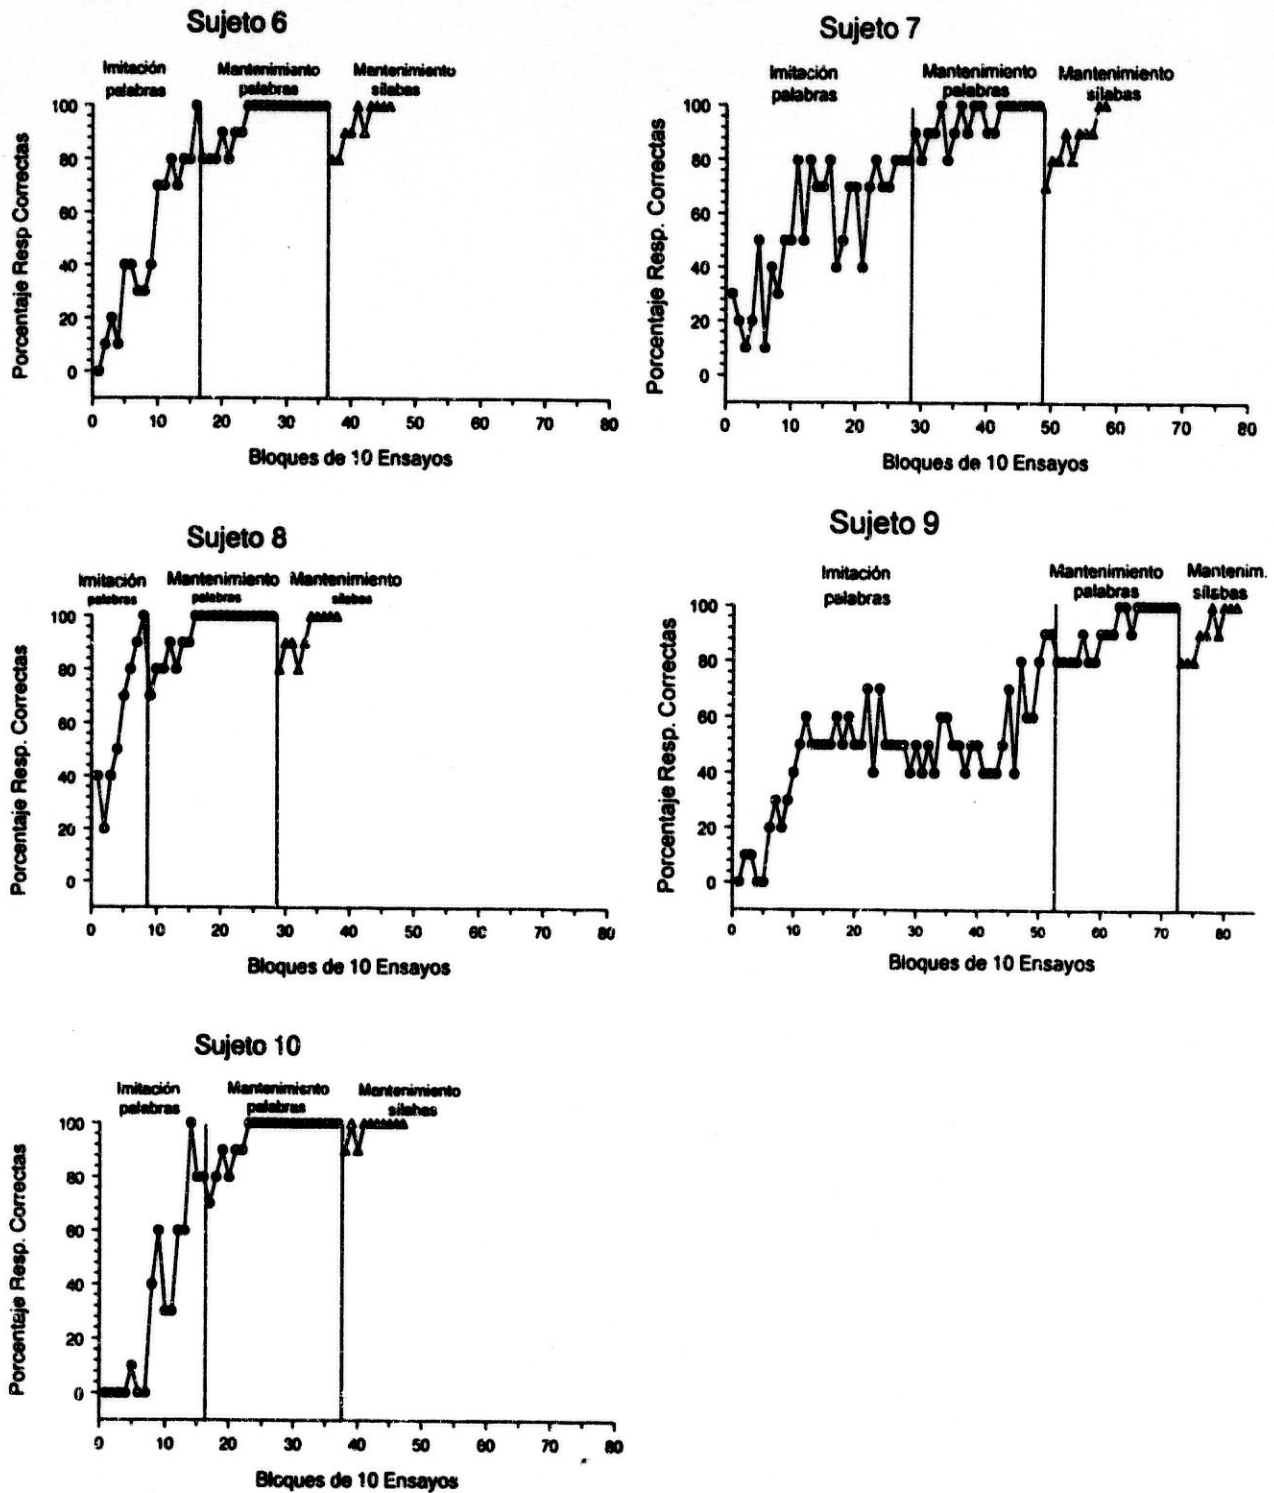 Sujeto 6
Imitación palabras
Mantenimiento palabras
Mantenimiento sílabas
Porcentaje Resp Correctas
100
80
60
40
20
0
0 10 20 30 40 50 60 70 80
Bloques de 10 Ensayos
Sujeto 7
Imitación palabras
Mantenimiento palabras
Mantenimiento sílabas
Porcentaje Resp. Correctas
100
80
60
40
20
0
0 10 20 30 40 50 60 70 80
Bloques de 10 Ensayos
Sujeto 8
Imitación palabras
Mantenimiento palabras
Mantenimiento sílabas
Porcentaje Resp. Correctas
100
80
60
40
20
0
0 10 20 30 40 50 60 70 80
Bloques de 10 Ensayos
Sujeto 9
Imitación palabras
Mantenimiento palabras
Mantenim. sílabas
Porcentaje Resp. Correctas
100
80
60
40
20
0
0 10 20 30 40 50 60 70 80
Bloques de 10 Ensayos
Sujeto 10
Imitación palabras
Mantenimiento palabras
Mantenimiento sílabas
Porcentaje Resp. Correctas
100
80
60
40
20
0
0 10 20 30 40 50 60 70 80
Bloques de 10 Ensayos